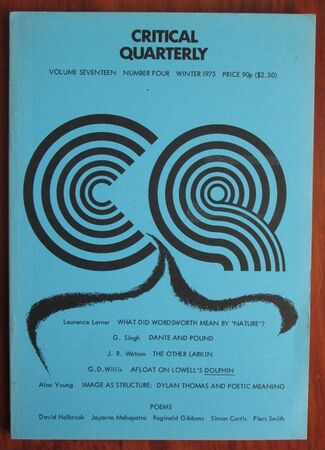 CRITICAL
QUARTERLY
VOLUME SEVENTEEN NUMBER FOUR WINTER 1975 PRICE 90p ($2.50)
CQ
Laurence Lerner WHAT DID WORDSWORTH MEAN BY 'NATURE'?
G. Singh DANTE AND POUND
J. R. Watson THE OTHER LARKIN
G.D. Willis AFLOAT ON LOWELL'S DOLPHIN
Alan Young IMAGE AS STRUCTURE: DYLAN THOMAS AND POETIC MEANING
POEMS
David Holbrook Jayanta Mahapatra Reginald Gibbons Simon Curtis Piers Smith